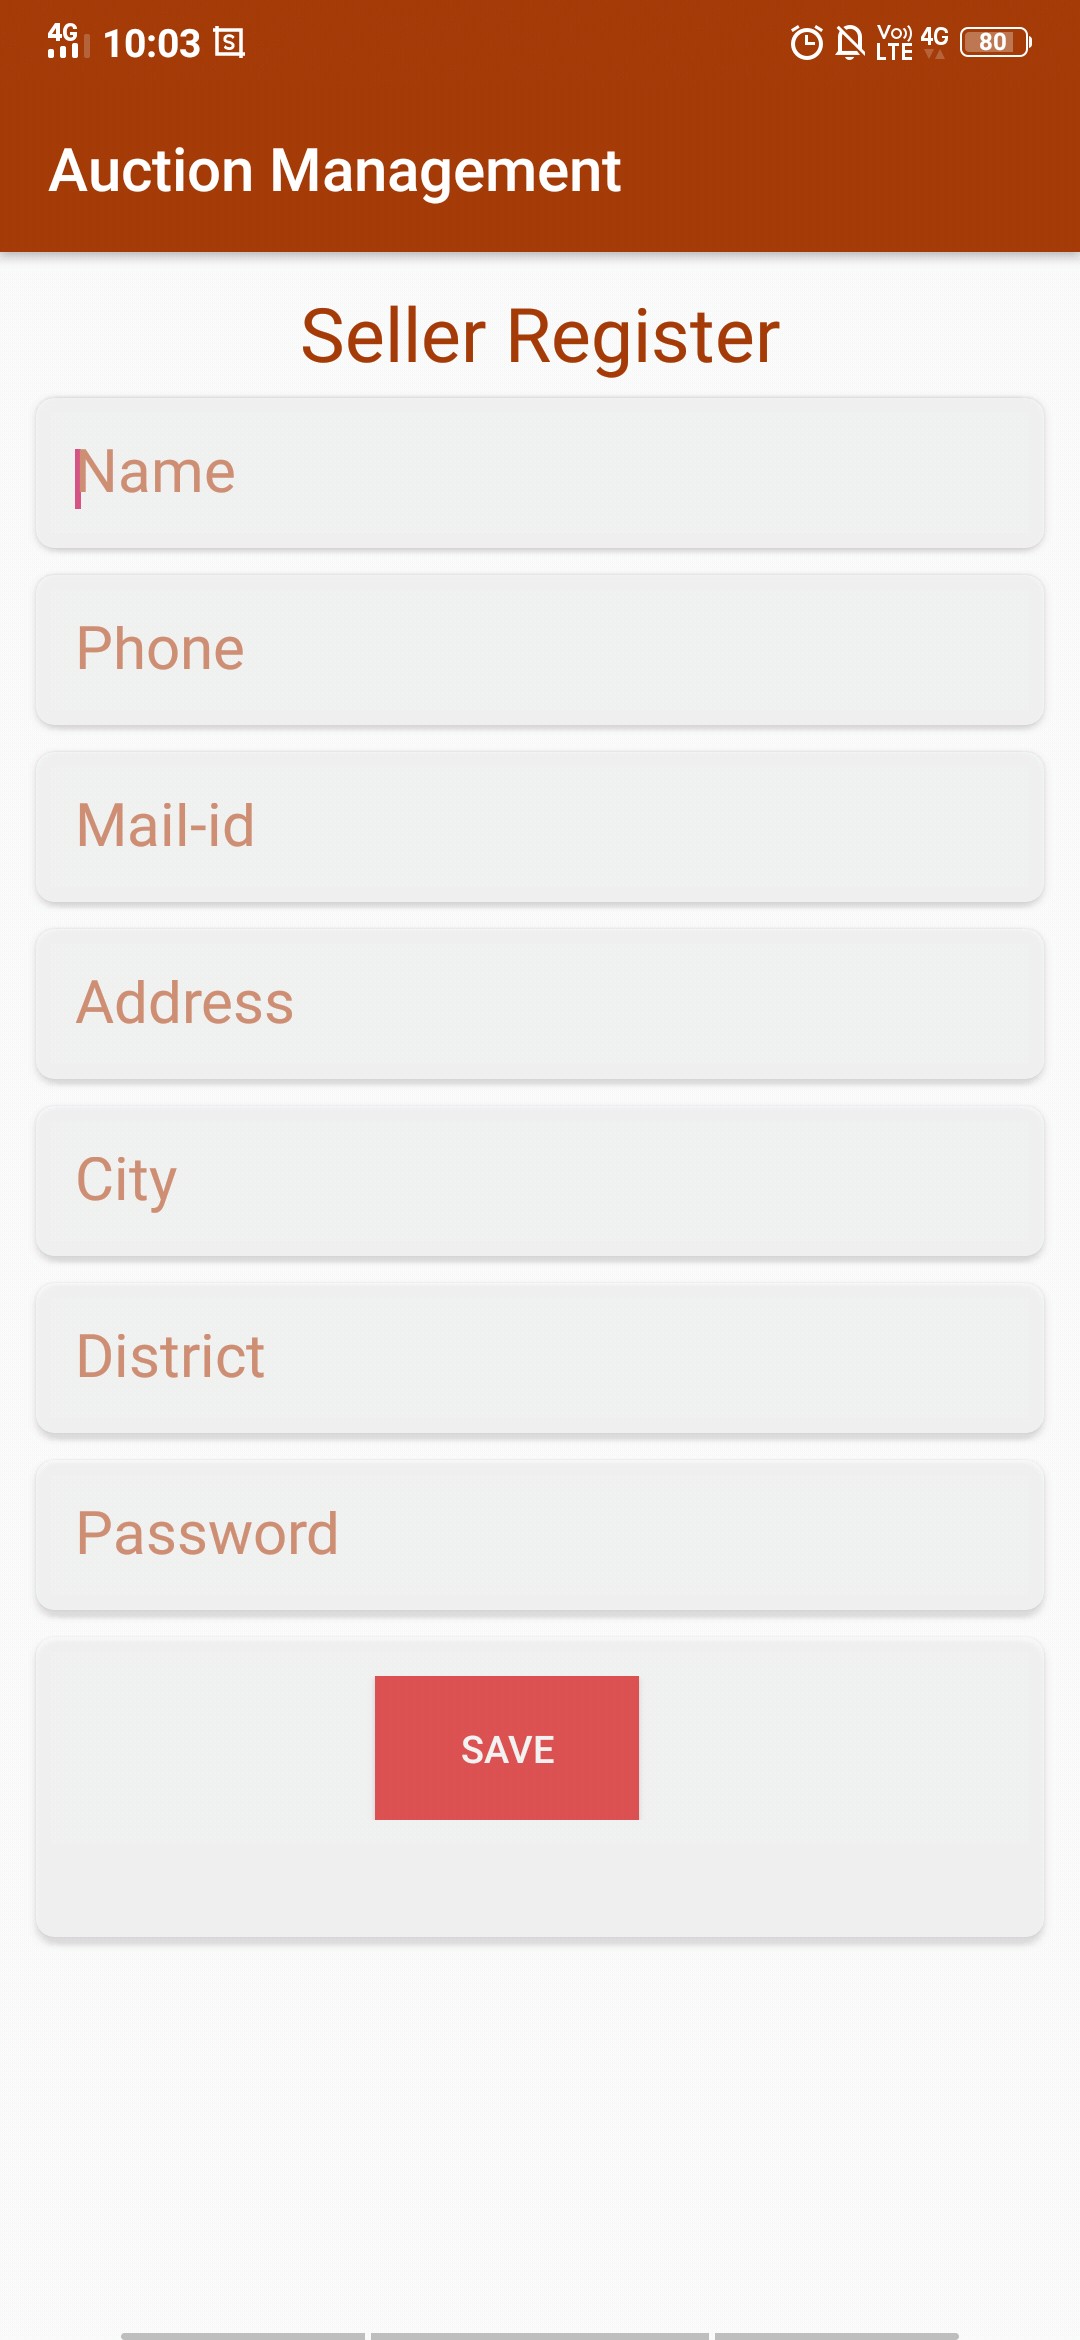 4G 10:03 S Vo)) LTE 4G 80
Auction Management
Seller Register
Name
Phone
Mail-id
Address
City
District
Password
SAVE